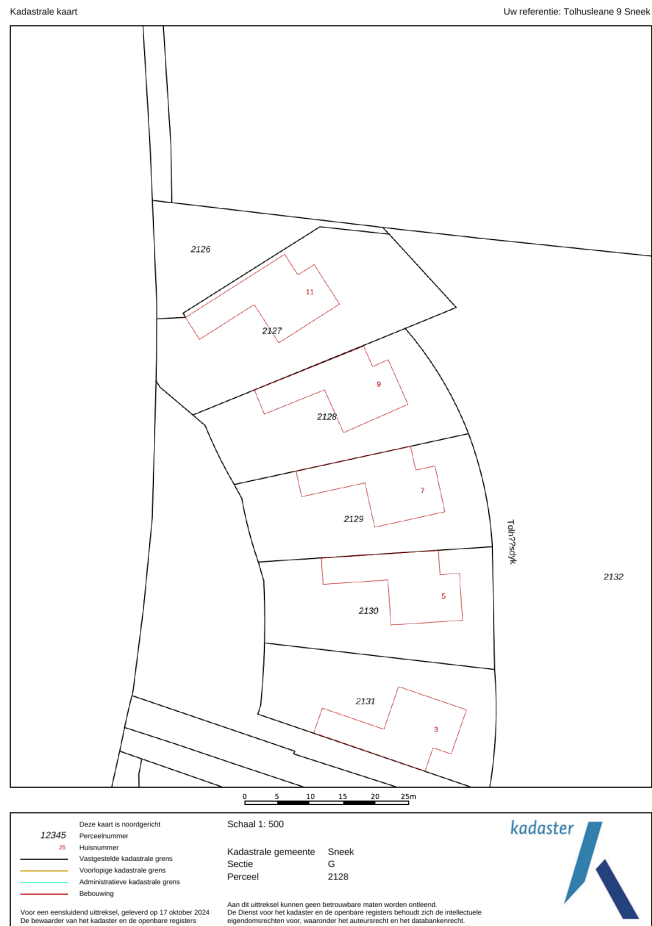 Kadastrale kaart
Uw referentie: Tolhusleane 9 Sneek
2126
11
2127
9
2128
7
2129
Tolh??sdyk
2132
5
2130
2131
3
0 5 10 15 20 25m
Deze kaart is noordgericht
12345 Perceelnummer
25 Huisnummer
Vastgestelde kadastrale grens
Voorlopige kadastrale grens
Administratieve kadastrale grens
Bebouwing
Voor een eensluidend uittreksel, geleverd op 17 oktober 2024
De bewaarder van het kadaster en de openbare registers
Schaal 1: 500
Kadastrale gemeente Sneek
Sectie G
Perceel 2128
Aan dit uittreksel kunnen geen betrouwbare maten worden ontleend.
De Dienst voor het kadaster en de openbare registers behoudt zich de intellectuele
eigendomsrechten voor, waaronder het auteursrecht en het databankenrecht.
kadaster